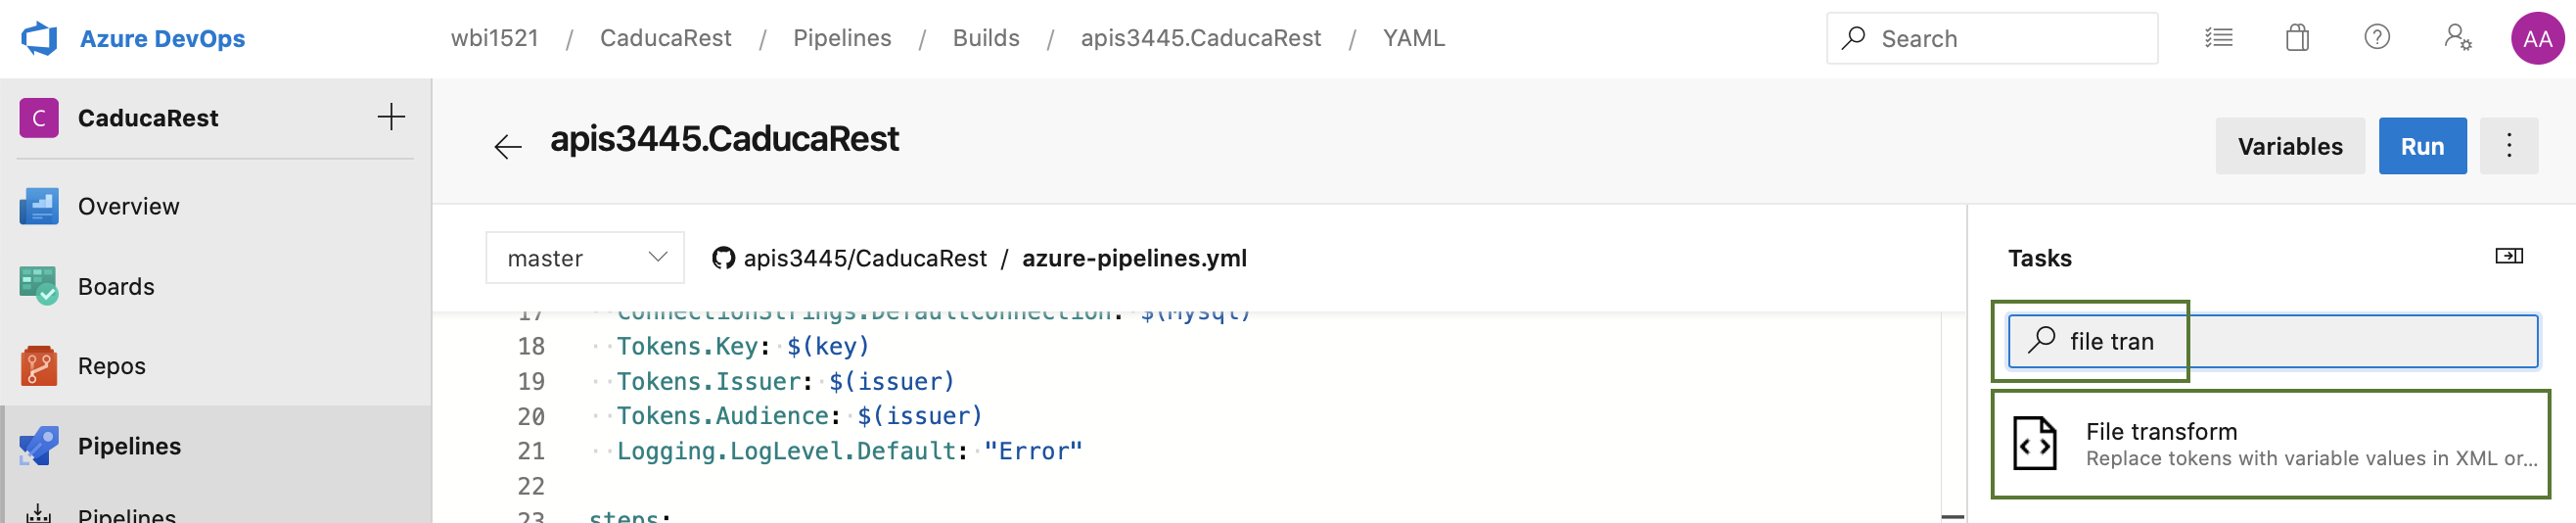 Azure DevOps
wbi1521 / CaducaRest / Pipelines / Builds / apis3445.CaducaRest / YAML
Search
AA
C CaducaRest
Overview
Boards
Repos
Pipelines
Pipelines
apis3445.CaducaRest
Variables
Run
master
apis3445/CaducaRest / azure-pipelines.yml
17 ConnectionStrings.DefaultConnection: $(Mysql)
18 Tokens.Key: $(key)
19 Tokens.Issuer: $(issuer)
20 Tokens.Audience: $(issuer)
21 Logging.LogLevel.Default: "Error"
22
23 steps:
Tasks
file tran
File transform
Replace tokens with variable values in XML or...